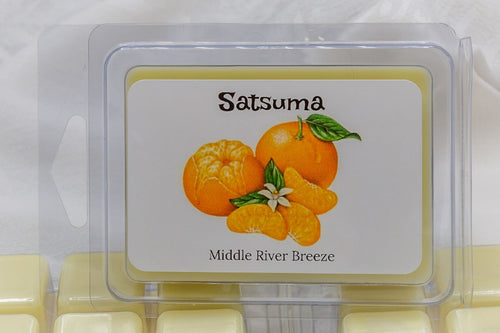 Satsuma
Middle River Breeze